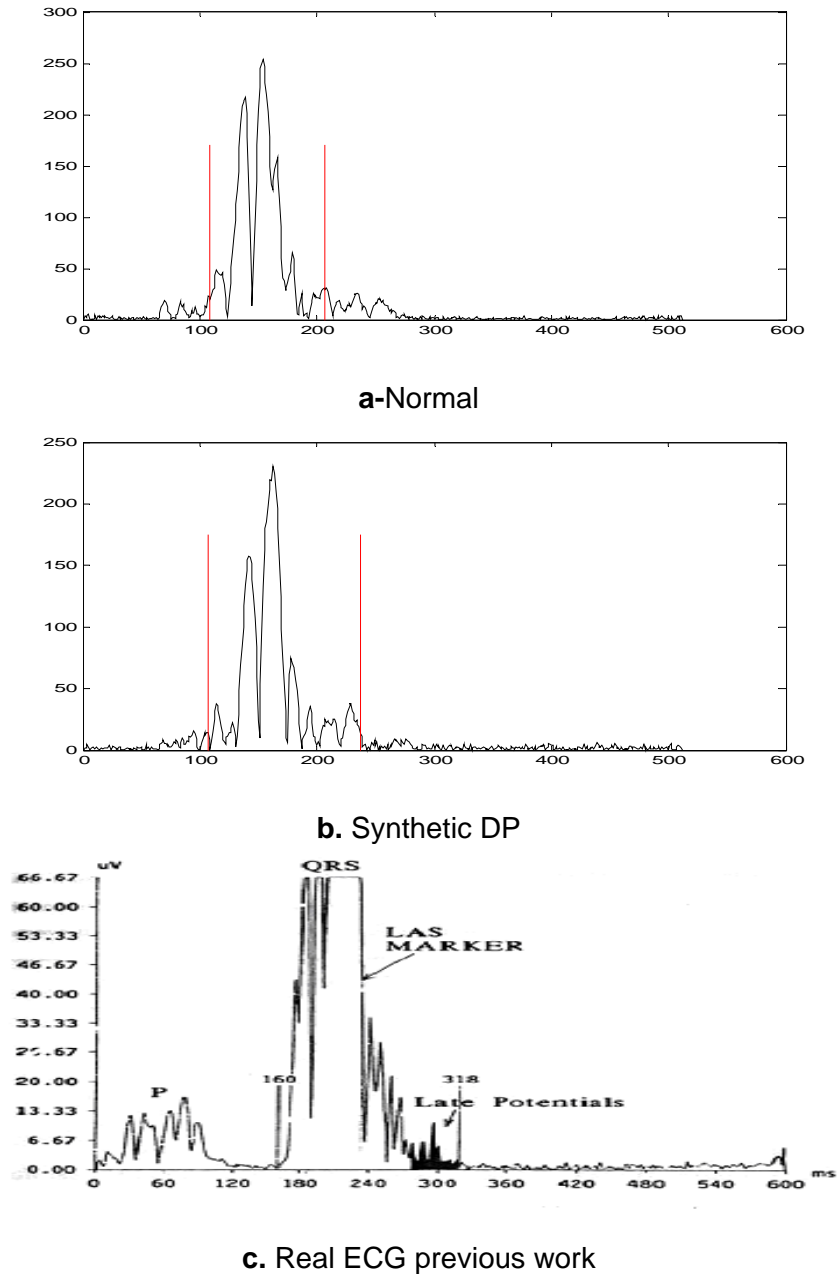 300
250
200
150
100
50
0
0 100 200 300 400 500 600
a-Normal
250
200
150
100
50
0
0 100 200 300 400 500 600
b. Synthetic DP
uV QRS
66.67
60.00
53.33
LAS
MARKER
46.67
40.00
33.33
26.67
20.00 160 318
P Late Potentials
13.33
6.67
0.00
0 60 120 180 240 300 360 420 480 540 600 ms
c. Real ECG previous work